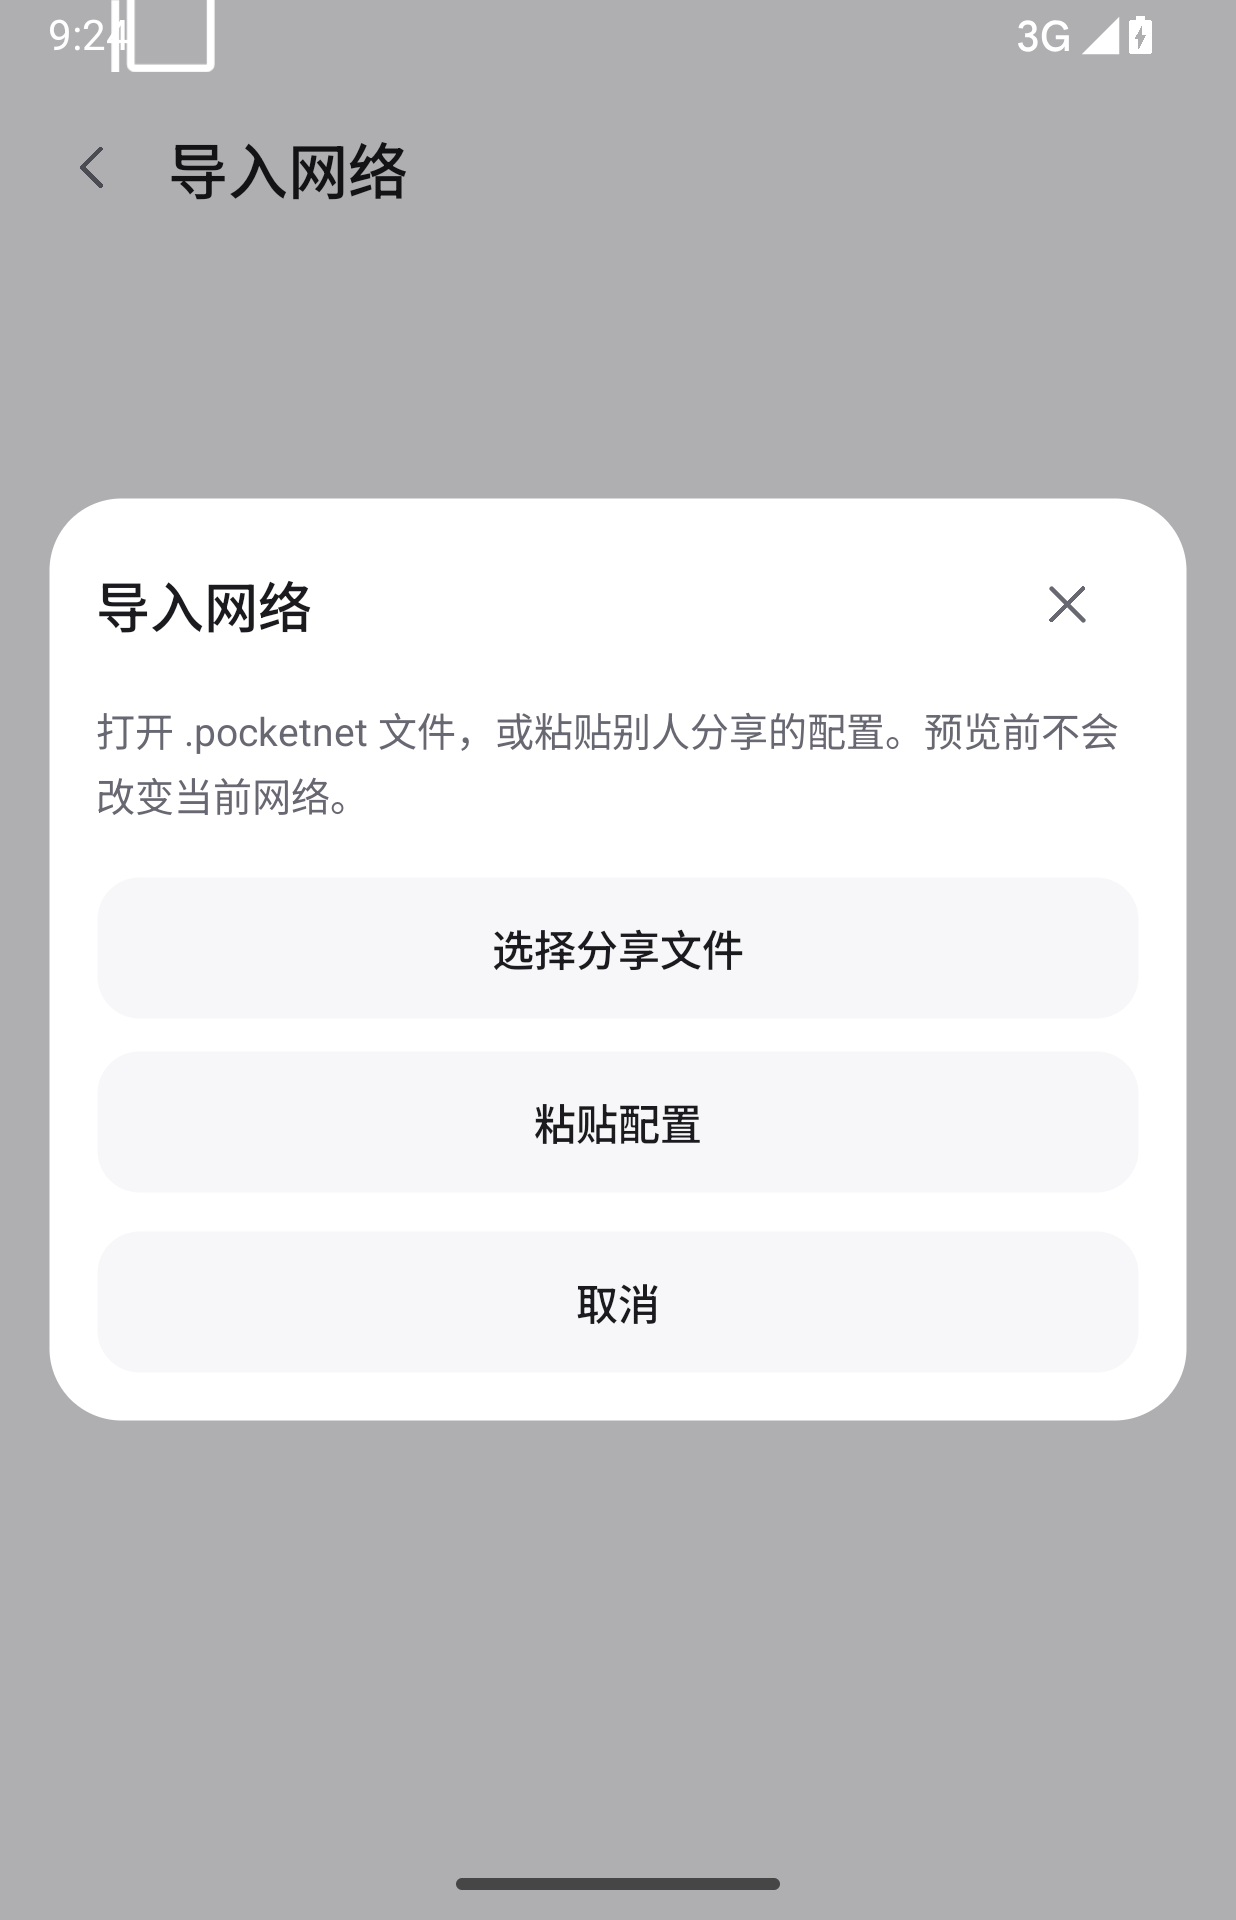 9:24
3G
导入网络
导入网络
打开 .pocketnet 文件，或粘贴别人分享的配置。预览前不会
改变当前网络。
选择分享文件
粘贴配置
取消